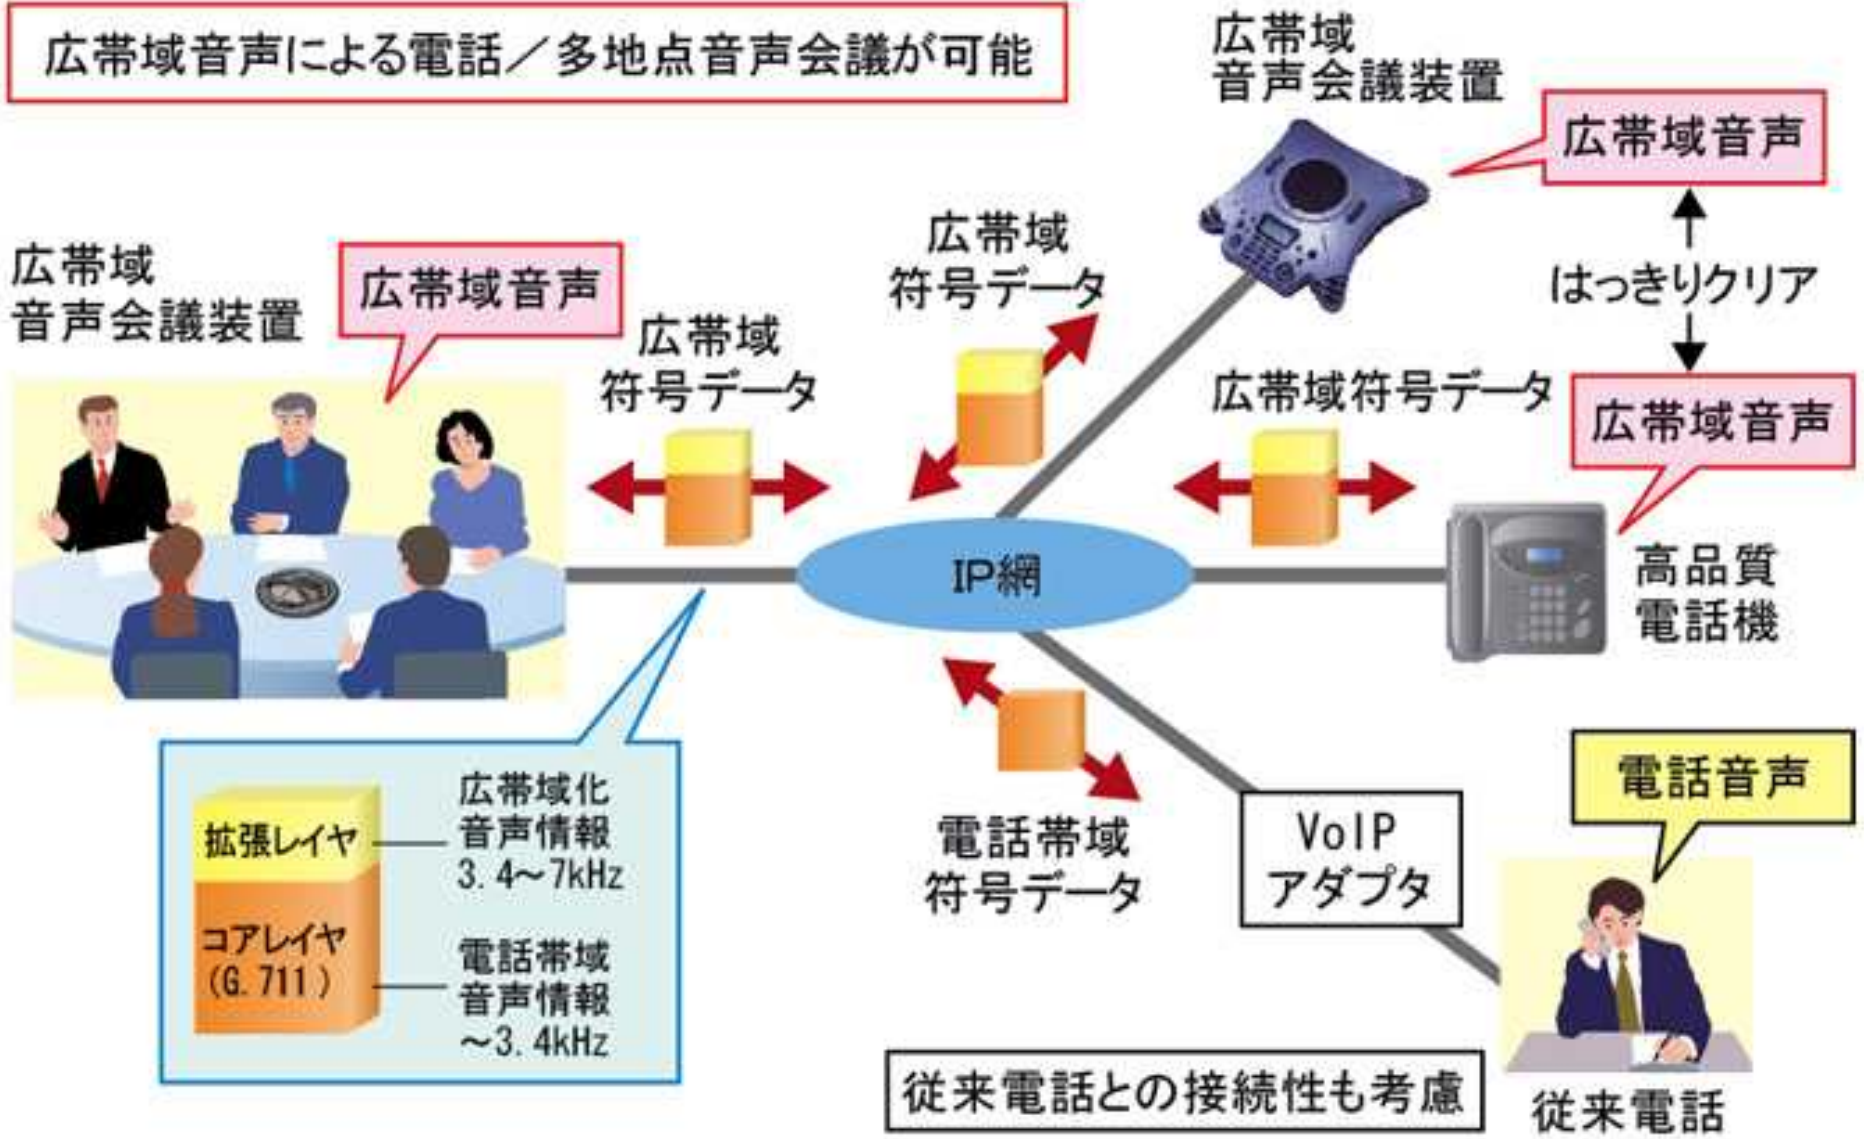 広帯域音声による電話／多地点音声会議が可能
広帯域
音声会議装置
広帯域音声
はっきりクリア
広帯域
符号データ
広帯域
音声会議装置
広帯域音声
広帯域
符号データ
広帯域符号データ
広帯域音声
高品質
電話機
IP網
拡張レイヤ
広帯域化
音声情報
3.4～7kHz
コアレイヤ
(G.711)
電話帯域
音声情報
～3.4kHz
電話帯域
符号データ
VoIP
アダプタ
電話音声
従来電話
従来電話との接続性も考慮